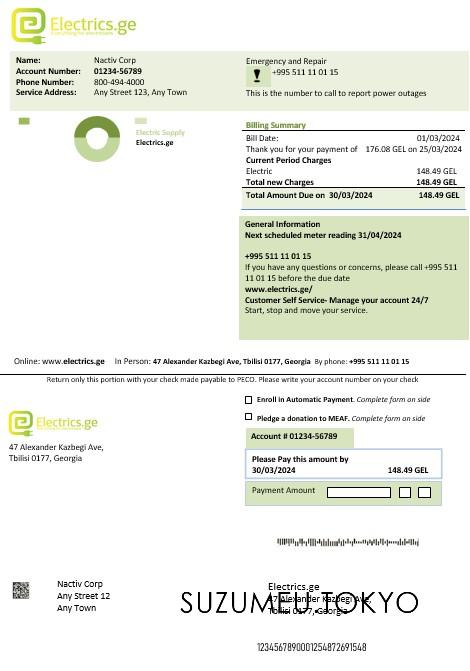 Electrics.ge
Name: Nactiv Corp
Account Number: 01234-56789
Phone Number: 800-494-4000
Service Address: Any Street 123, Any Town
Emergency and Repair
+995 511 11 01 15
This is the number to call to report power outages
Electric Supply
Electrics.ge
Billing Summary
Bill Date: 01/03/2024
Thank you for your payment of 176.08 GEL on 25/03/2024
Current Period Charges
Electric 148.49 GEL
Total new Charges 148.49 GEL
Total Amount Due on 30/03/2024 148.49 GEL
General Information
Next scheduled meter reading 31/04/2024
+995 511 11 01 15
If you have any questions or concerns, please call +995 511
11 01 15 before the due date
www.electrics.ge/
Customer Self Service- Manage your account 24/7
Start, stop and move your service.
Online: www.electrics.ge In Person: 47 Alexander Kazbegi Ave, Tbilisi 0177, Georgia By phone: +995 511 11 01 15
Return only this portion with your check made payable to PECO. Please write your account number on your check
Electrics.ge
47 Alexander Kazbegi Ave,
Tbilisi 0177, Georgia
Enroll in Automatic Payment. Complete form on side
Pledge a donation to MEAF. Complete form on side
Account # 01234-56789
Please Pay this amount by
30/03/2024 148.49 GEL
Payment Amount
Nactiv Corp
Any Street 12
Any Town
Electrics.ge
47 Alexander Kazbegi Ave,
Tbilisi 0177, Georgia
SUZUMEU.TOKYO
1234567890001254872691548